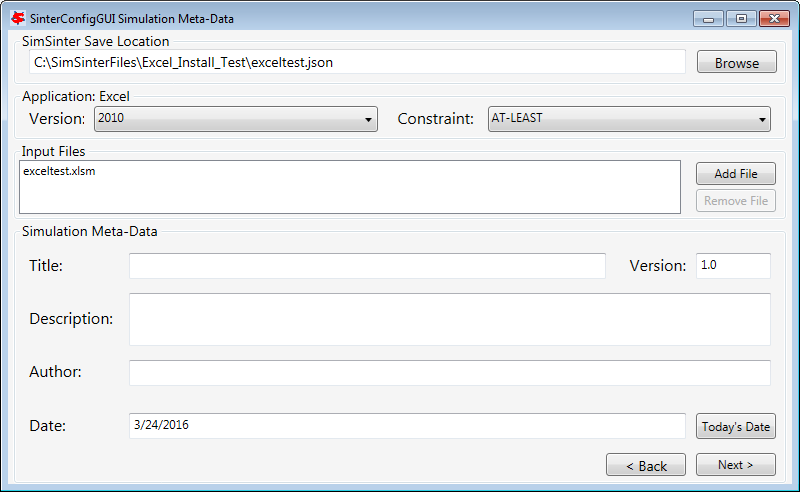 SinterConfigGUI Simulation Meta-Data
SimSinter Save Location
C:\SimSinterFiles\Excel_Install_Test\exceltest.json Browse
Application: Excel
Version: 2010 Constraint: AT-LEAST
Input Files
exceltest.xlsm Add File
Remove File
Simulation Meta-Data
Title: Version: 1.0
Description:
Author:
Date: 3/24/2016 Today's Date
< Back Next >